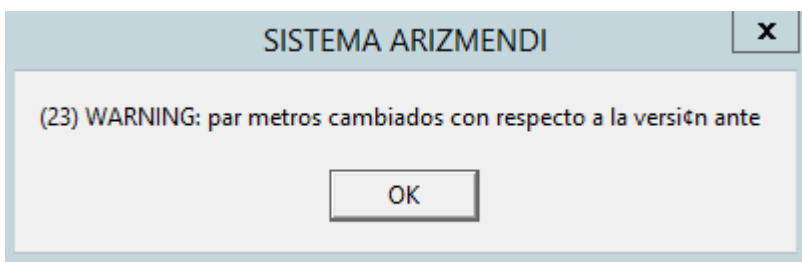 SISTEMA ARIZMENDI
x
(23) WARNING: par metros cambiados con respecto a la versi¢n ante
OK